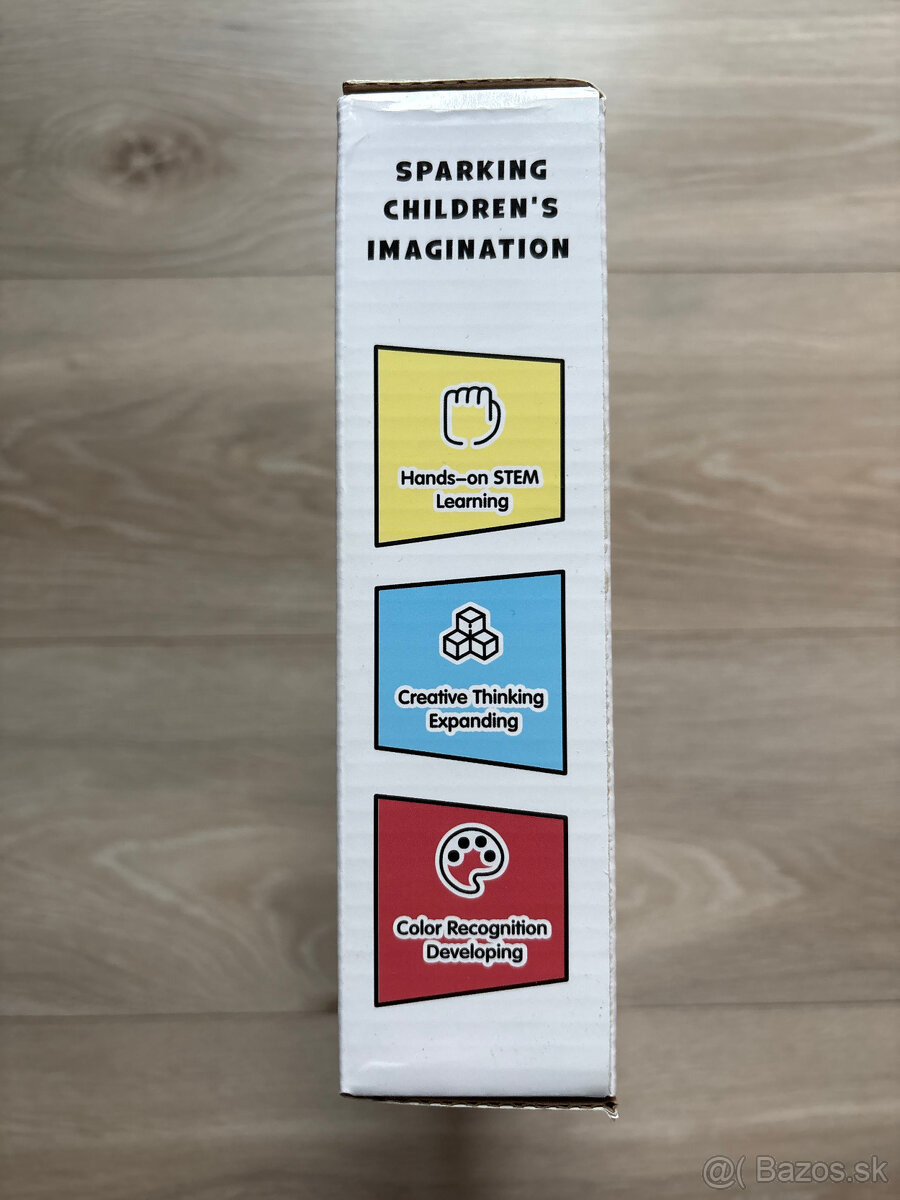 SPARKING
CHILDREN'S
IMAGINATION
Hands-on STEM
Learning
Creative Thinking
Expanding
Color Recognition
Developing
@( Bazos.sk